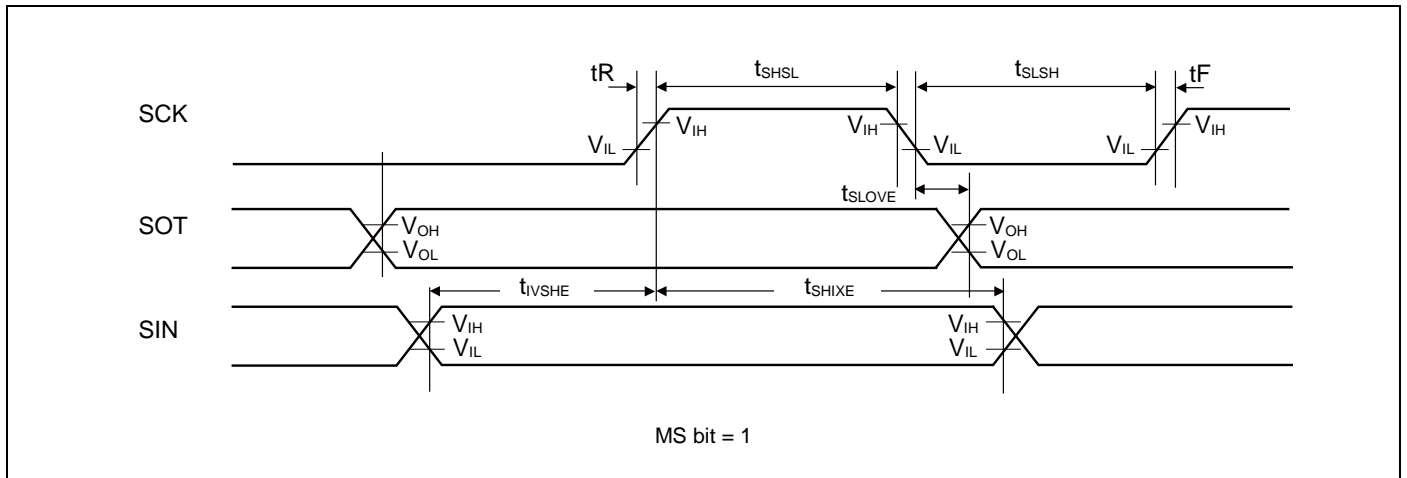 tR tSHSL tSLSH tF
SCK
VIH VIH VIH
VIL VIL VIL
tSLOVE
SOT
VOH VOH
VOL VOL
tIVSHE tSHIXE
SIN
VIH VIH
VIL VIL
MS bit = 1